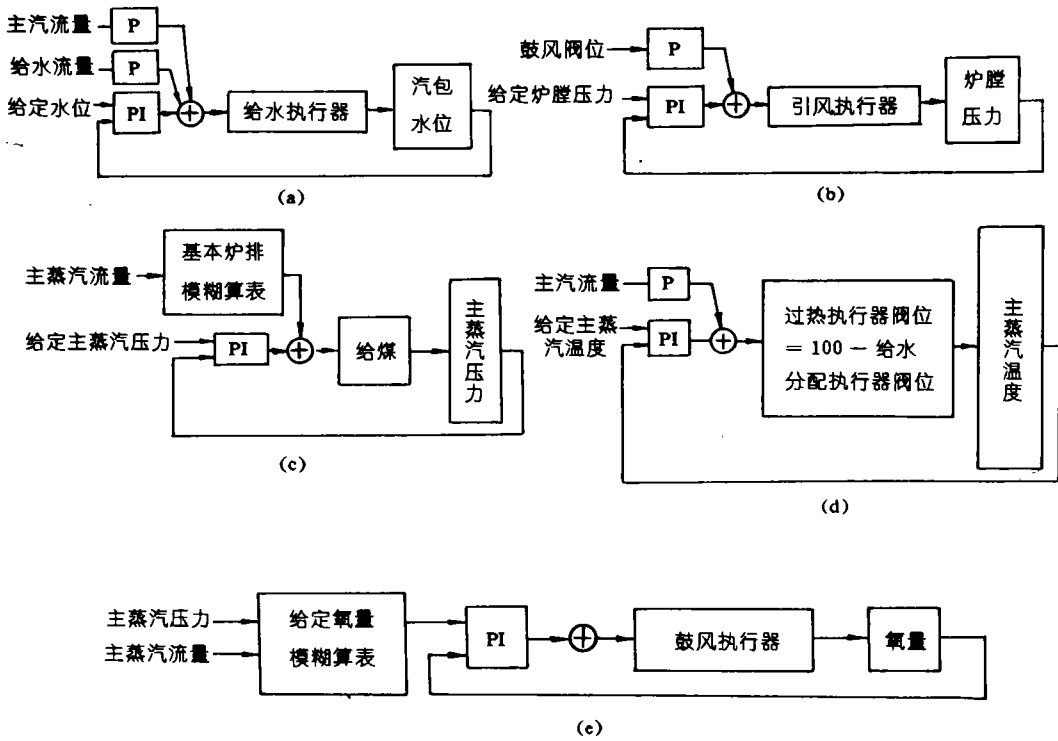 主汽流量
P
给水流量
P
给定水位
PI
给水执行器
汽包
水位
(a)
鼓风阀位
P
给定炉膛压力
PI
引风执行器
炉膛
压力
(b)
主蒸汽流量
基本炉排
模糊算表
给定主蒸汽压力
PI
给煤
主蒸汽压力
(c)
主汽流量
P
给定主蒸
汽温度
PI
过热执行器阀位
= 100 － 给水
分配执行器阀位
主蒸汽温度
(d)
主蒸汽压力
主蒸汽流量
给定氧量
模糊算表
PI
鼓风执行器
氧量
(e)